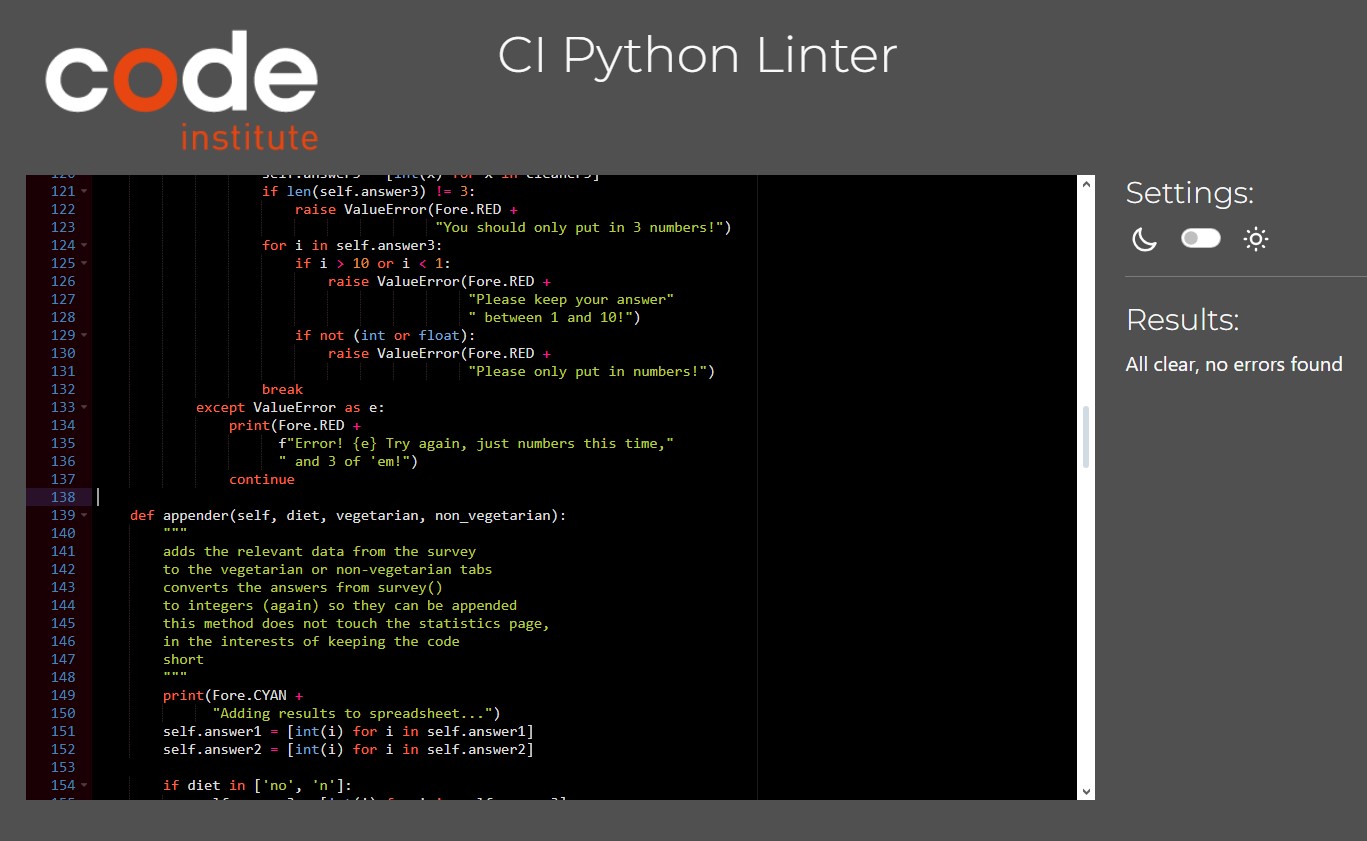 code
institute
CI Python Linter
120 self.answer3 = [int(x) for x in cleaner3]
121 if len(self.answer3) != 3:
122 raise ValueError(Fore.RED +
123 "You should only put in 3 numbers!")
124 for i in self.answer3:
125 if i > 10 or i < 1:
126 raise ValueError(Fore.RED +
127 "Please keep your answer"
128 " between 1 and 10!")
129 if not (int or float):
130 raise ValueError(Fore.RED +
131 "Please only put in numbers!")
132 break
133 except ValueError as e:
134 print(Fore.RED +
135 f"Error! {e} Try again, just numbers this time,"
136 " and 3 of 'em!")
137 continue
138
139 def appender(self, diet, vegetarian, non_vegetarian):
140 """
141 adds the relevant data from the survey
142 to the vegetarian or non-vegetarian tabs
143 converts the answers from survey()
144 to integers (again) so they can be appended
145 this method does not touch the statistics page,
146 in the interests of keeping the code
147 short
148 """
149 print(Fore.CYAN +
150 "Adding results to spreadsheet...")
151 self.answer1 = [int(i) for i in self.answer1]
152 self.answer2 = [int(i) for i in self.answer2]
153
154 if diet in ['no', 'n']:
Settings:
Results:
All clear, no errors found